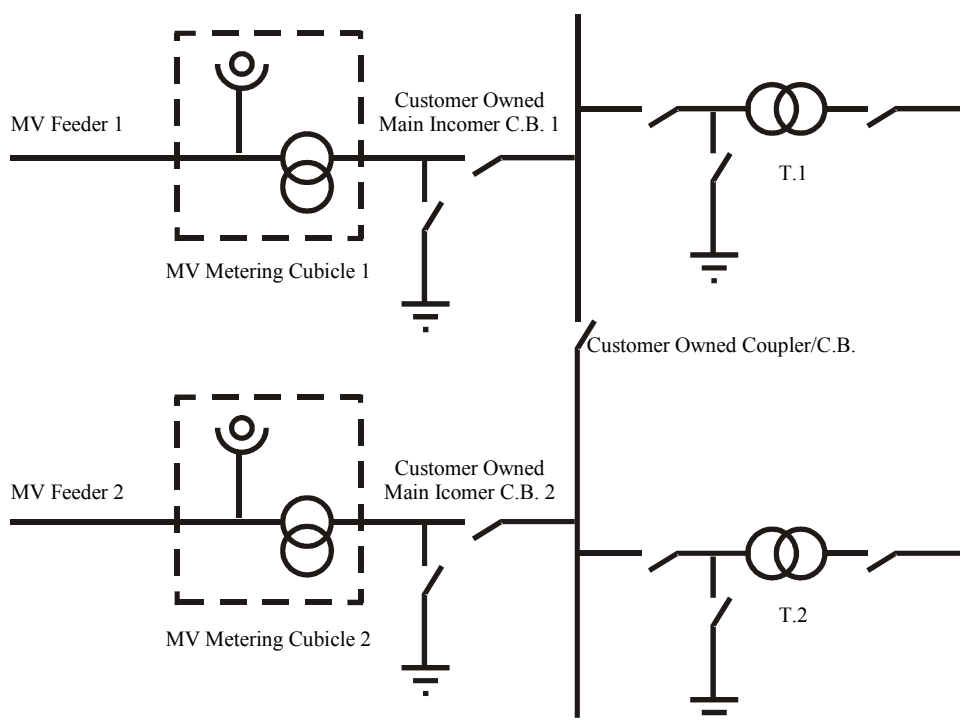 MV Feeder 1
Customer Owned
Main Incomer C.B. 1
MV Metering Cubicle 1
T.1
Customer Owned Coupler/C.B.
MV Feeder 2
Customer Owned
Main Icomer C.B. 2
MV Metering Cubicle 2
T.2